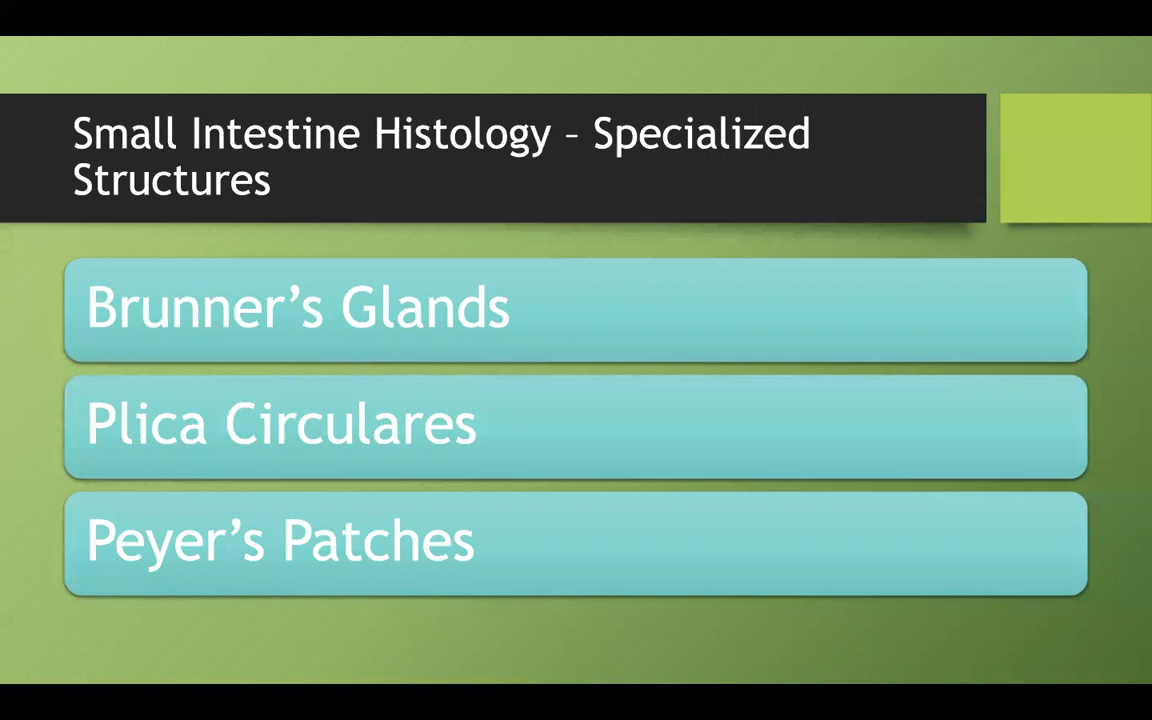 Small Intestine Histology – Specialized
Structures
Brunner’s Glands
Plica Circulares
Peyer’s Patches